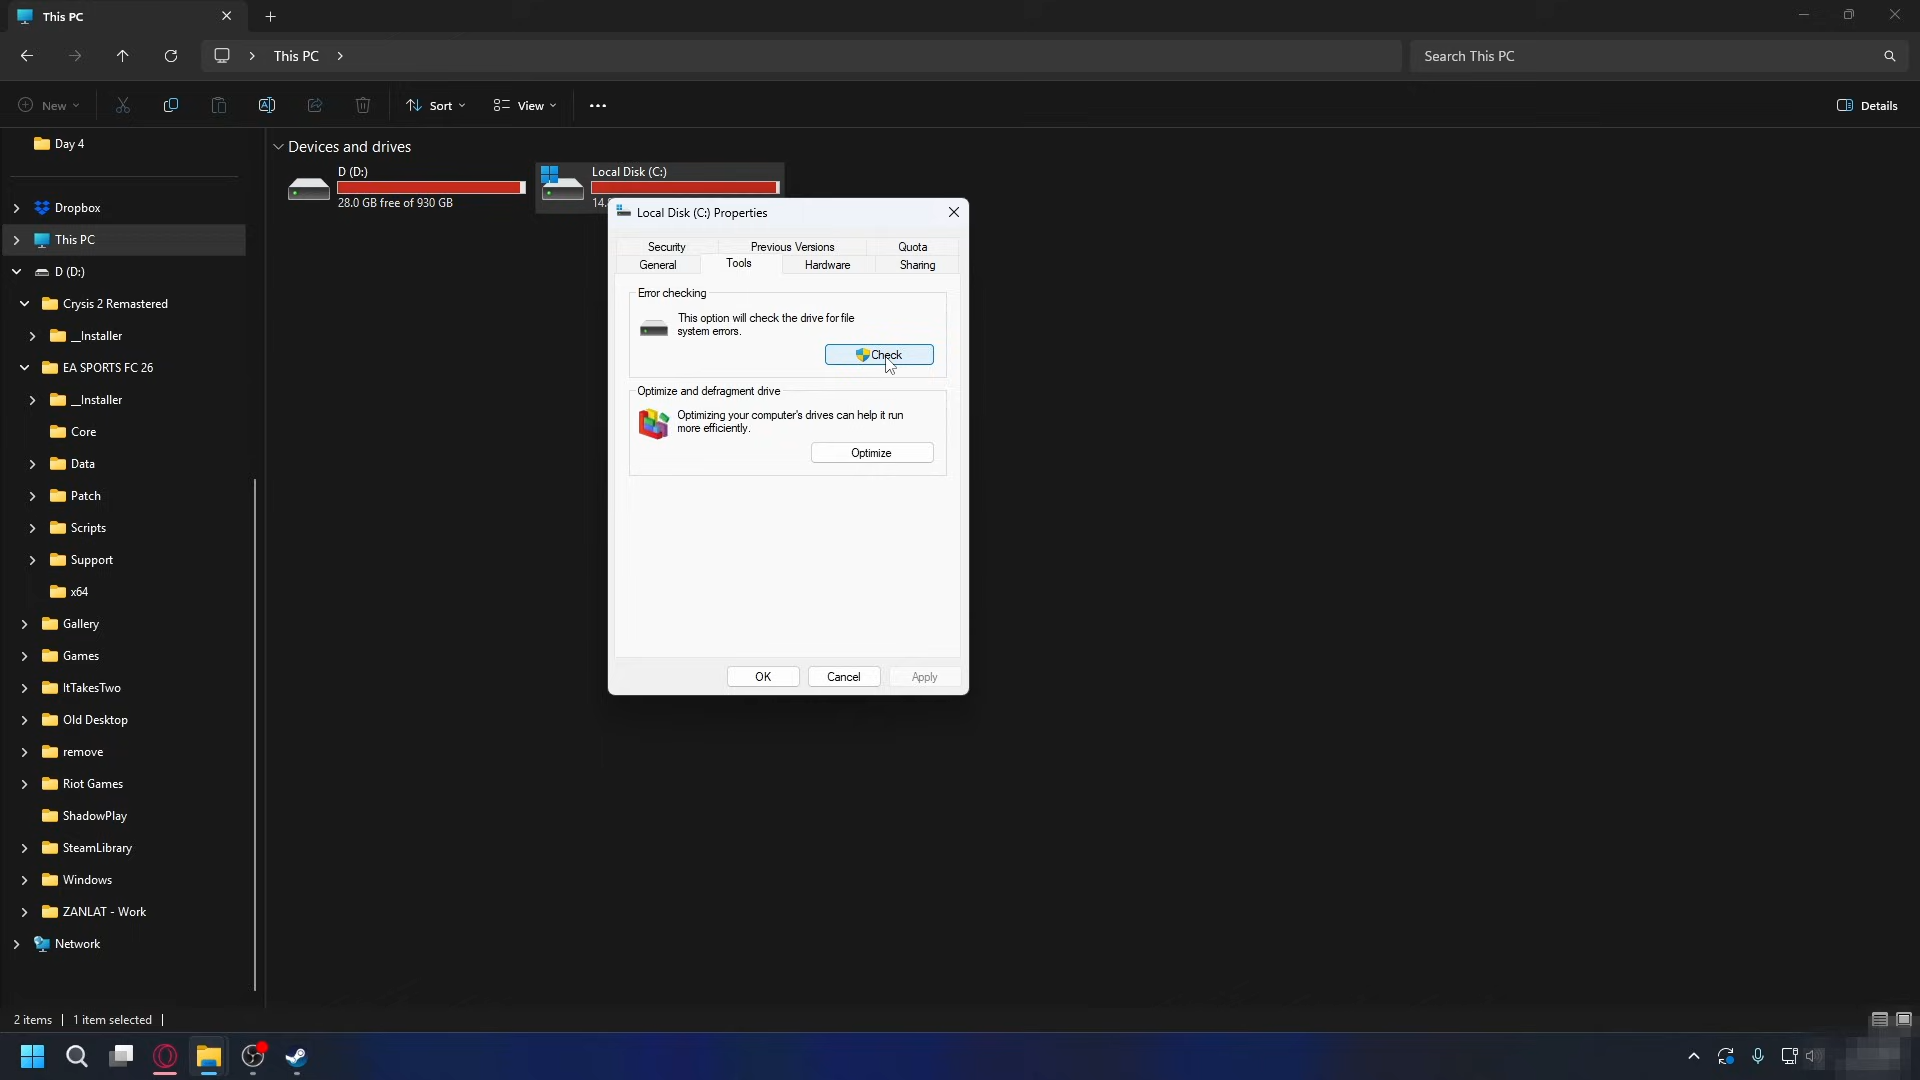 This PC
This PC
Search This PC
New
Sort
View
Details
Day 4
Dropbox
This PC
D (D:)
Crysis 2 Remastered
__Installer
EA SPORTS FC 26
__Installer
Core
Data
Patch
Scripts
Support
x64
Gallery
Games
ItTakesTwo
Old Desktop
remove
Riot Games
ShadowPlay
SteamLibrary
Windows
ZANLAT - Work
Network
Devices and drives
D (D:)
28.0 GB free of 930 GB
Local Disk (C:)
Local Disk (C:) Properties
Security
Previous Versions
Quota
General
Tools
Hardware
Sharing
Error checking
This option will check the drive for file
system errors.
Check
Optimize and defragment drive
Optimizing your computer's drives can help it run
more efficiently.
Optimize
OK
Cancel
Apply
2 items
1 item selected